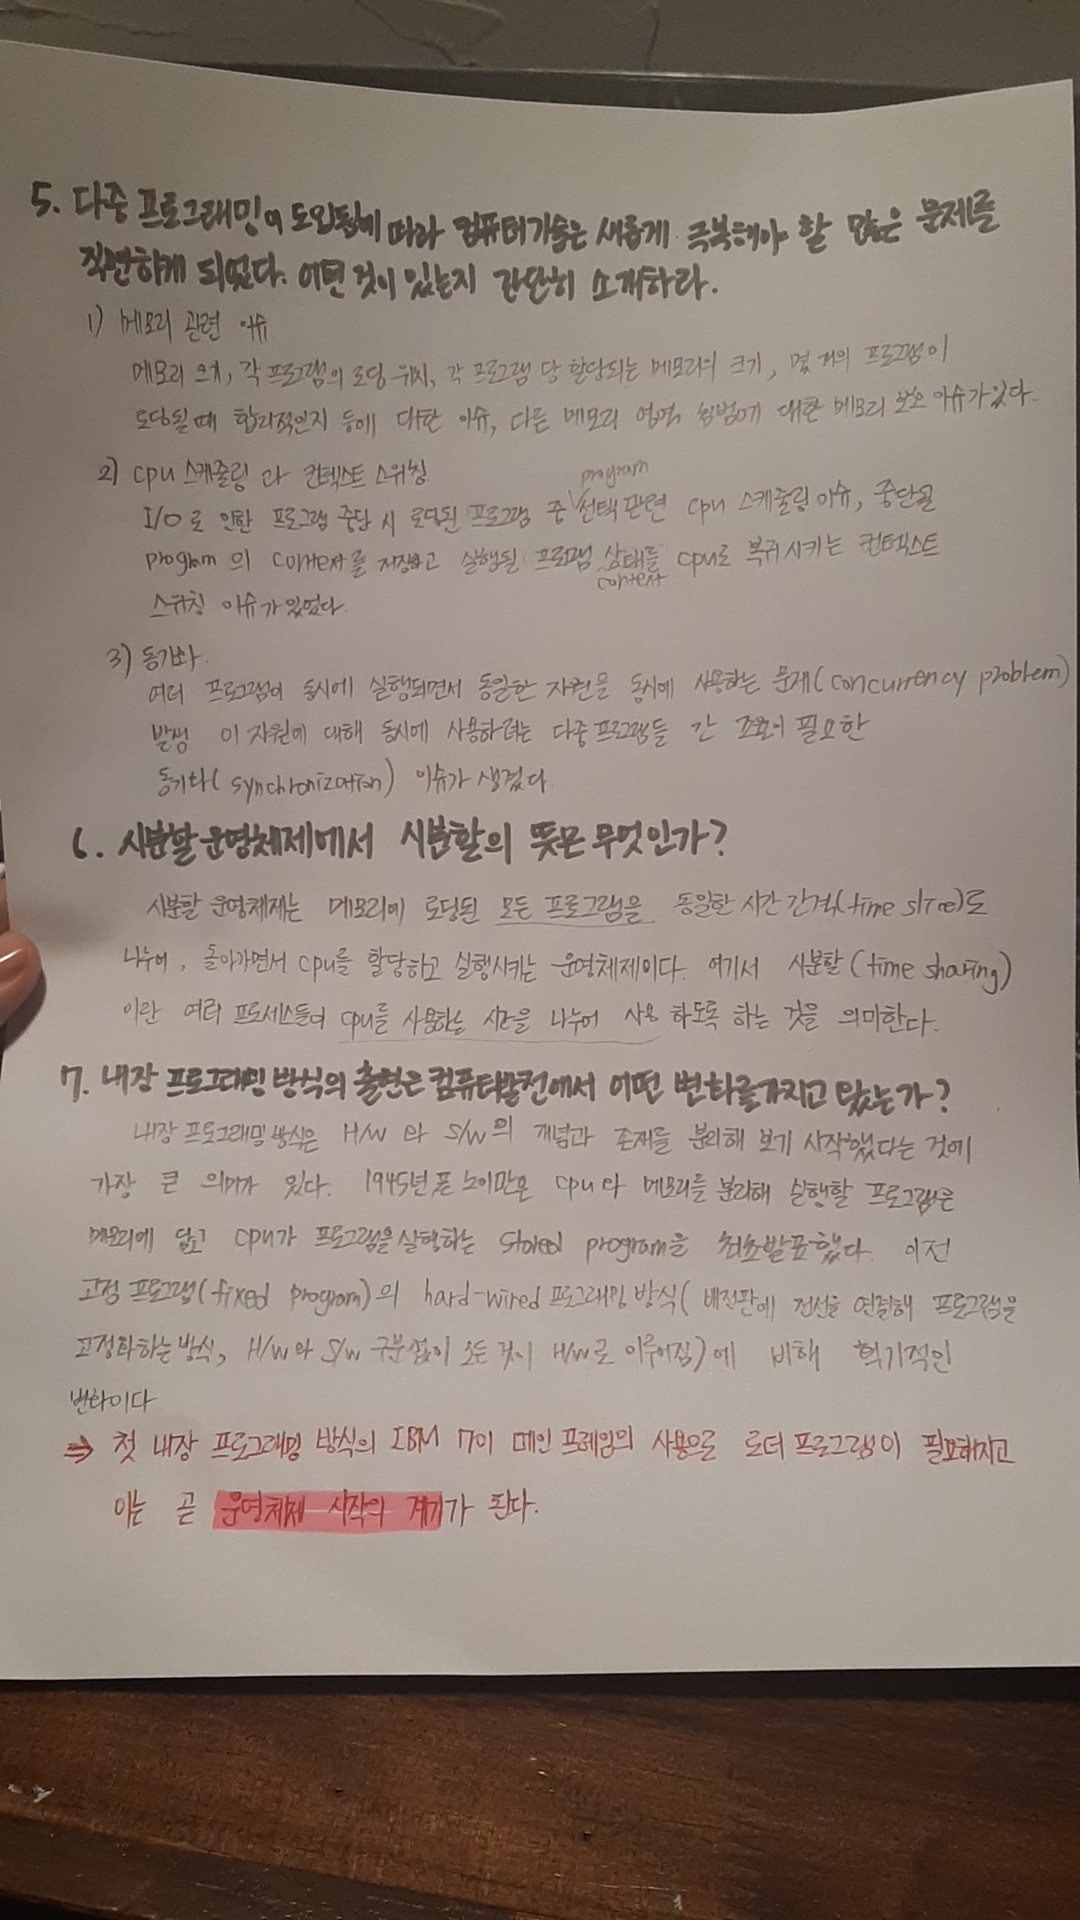 5. 다중 프로그래밍의 도입됨에 따라 컴퓨터기술은 새롭게 극복해야 할 많은 문제를
직면하게 되었다. 어떤 것이 있는지 간단히 소개하라.
1) 메모리 관련 이슈
메모리 크기, 각 프로그램의 로딩 위치, 각 프로그램 당 할당되는 메모리의 크기, 몇 개의 프로그램이
로딩될 때 합리적인지 등에 대한 이슈, 다른 메모리 영역 침범에 대한 메모리 보호 이슈가 있다.
2) cpu 스케줄링 과 컨텍스트 스위칭
program
I/O 로 인한 프로그램 중단 시 로딩된 프로그램 중 선택 관련 cpu 스케줄링 이슈, 중단될
program 의 context를 저장하고 실행될 프로그램 상태를 cpu로 복귀시키는 컨텍스트
context
스위칭 이슈가 있었다
3) 동기화.
여러 프로그램이 동시에 실행되면서 동일한 자원을 동시에 사용하는 문제(concurrency problem)
발생 이 자원에 대해 동시에 사용하려는 다중프로그램들 간 조율이 필요한
동기화(synchronization) 이슈가 생겼다.
6. 시분할 운영체제에서 시분할의 뜻은 무엇인가?
시분할 운영체제는 메모리에 로딩된 모든 프로그램을 동일한 시간 간격(time slice)로
나누어, 돌아가면서 cpu를 할당하고 실행시키는 운영체제이다. 여기서 시분할(time sharing)
이란 여러 프로세스들이 cpu를 사용하는 시간을 나누어 사용 하도록 하는 것을 의미한다.
7. 내장 프로그래밍 방식의 출현은 컴퓨터발전에서 어떤 변화를가지고 왔는가?
내장 프로그래밍 방식은 H/W 와 S/W의 개념과 존재를 분리해 보기 시작했다는 것에
가장 큰 의미가 있다. 1945년 폰 노이만은 cpu와 메모리를 분리해 실행할 프로그램은
메모리에 담고 cpu가 프로그램을 실행하는 stored program을 최초발표했다. 이전
고정 프로그램(fixed program)의 hard-wired 프로그래밍 방식(배전판에 전선을 연결해 프로그램을
고정화하는 방식, H/W와 S/W 구분없이 모든 것이 H/W로 이루어짐)에 비해 획기적인
변화이다
⇒ 첫 내장 프로그래밍 방식의 IBM 701 메인 프레임의 사용으로 로더 프로그램이 필요해지고
이는 곧 운영체제 시작의 계기가 된다.